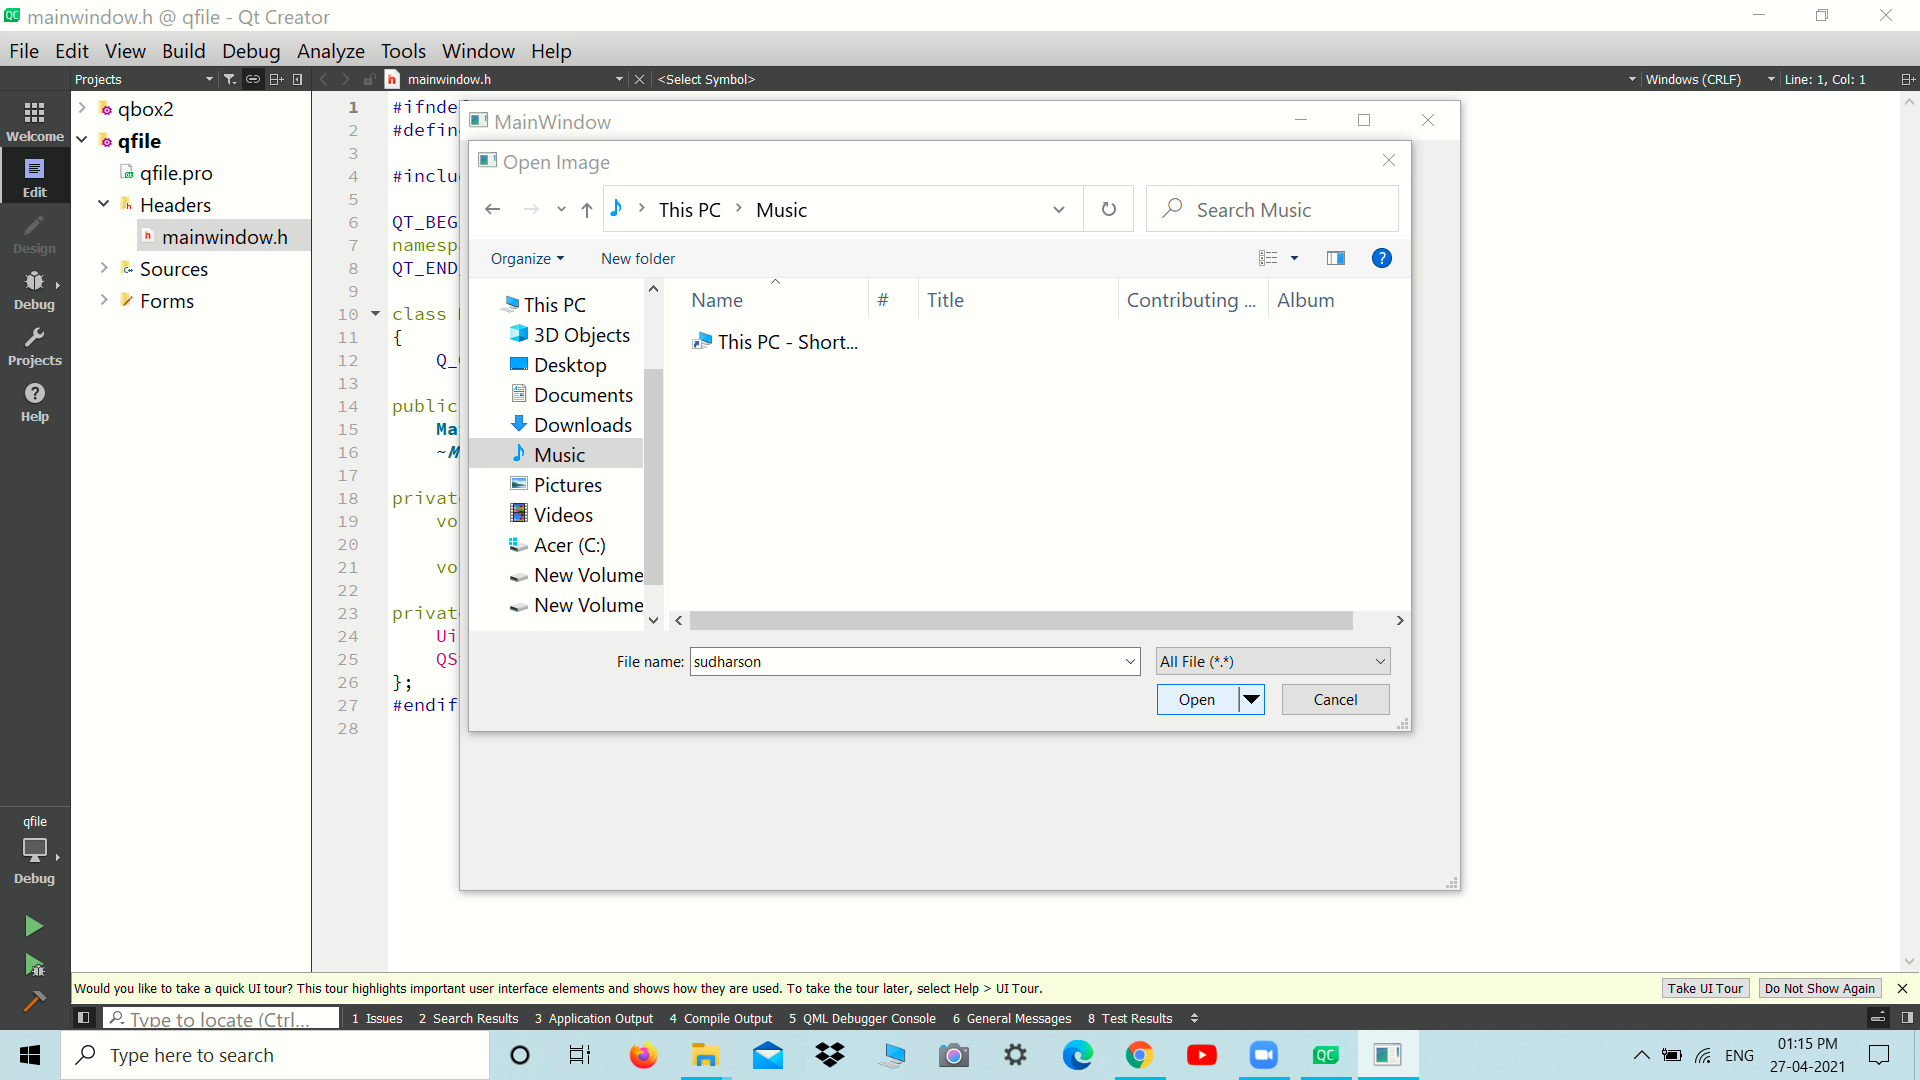 mainwindow.h @ qfile - Qt Creator
File Edit View Build Debug Analyze Tools Window Help
Projects
mainwindow.h
<Select Symbol>
Windows (CRLF)
Line: 1, Col: 1
Welcome
Edit
Design
Debug
Projects
Help
qbox2
qfile
qfile.pro
Headers
mainwindow.h
Sources
Forms
1 #ifndef
2 #define
3
4 #inclu
5
6 QT_BEG
7 namesp
8 QT_END_
9
10 class
11 {
12 Q_
13
14 public
15 Ma
16 ~M
17
18 privat
19 vo
20
21 vo
22
23 privat
24 Ui
25 QS
26 };
27 #endif
28
MainWindow
Open Image
This PC > Music
Search Music
Organize
New folder
?
This PC
3D Objects
Desktop
Documents
Downloads
Music
Pictures
Videos
Acer (C:)
New Volume
New Volume
Name # Title Contributing ... Album
This PC - Short...
File name: sudharson
All File (*.*)
Open
Cancel
qfile
Debug
Would you like to take a quick UI tour? This tour highlights important user interface elements and shows how they are used. To take the tour later, select Help > UI Tour.
Take UI Tour
Do Not Show Again
Type to locate (Ctrl...
1 Issues 2 Search Results 3 Application Output 4 Compile Output 5 QML Debugger Console 6 General Messages 8 Test Results
Type here to search
ENG
01:15 PM
27-04-2021